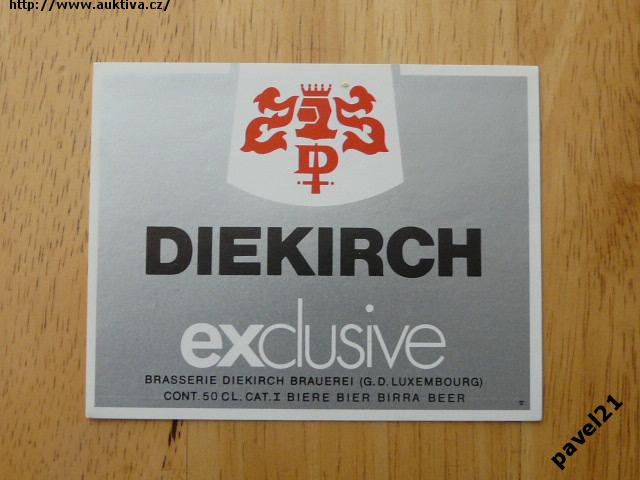 http://www.auktiva.cz/
D
DIEKIRCH
exclusive
BRASSERIE DIEKIRCH BRAUEREI (G.D. LUXEMBOURG)
CONT. 50 CL. CAT. I BIERE BIER BIRRA BEER
pavel21